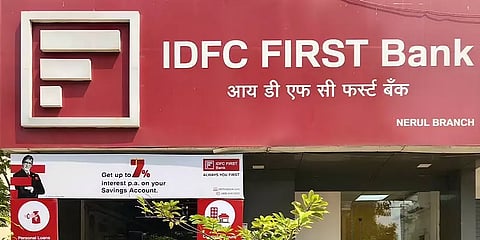 IDFC FIRST Bank
आय डी एफ सी फर्स्ट बैंक
NERUL BRANCH
Get up to 7%
interest p.a. on your
Savings Account.
IDFC FIRST
Bank
ALWAYS YOU FIRST
Personal Loans